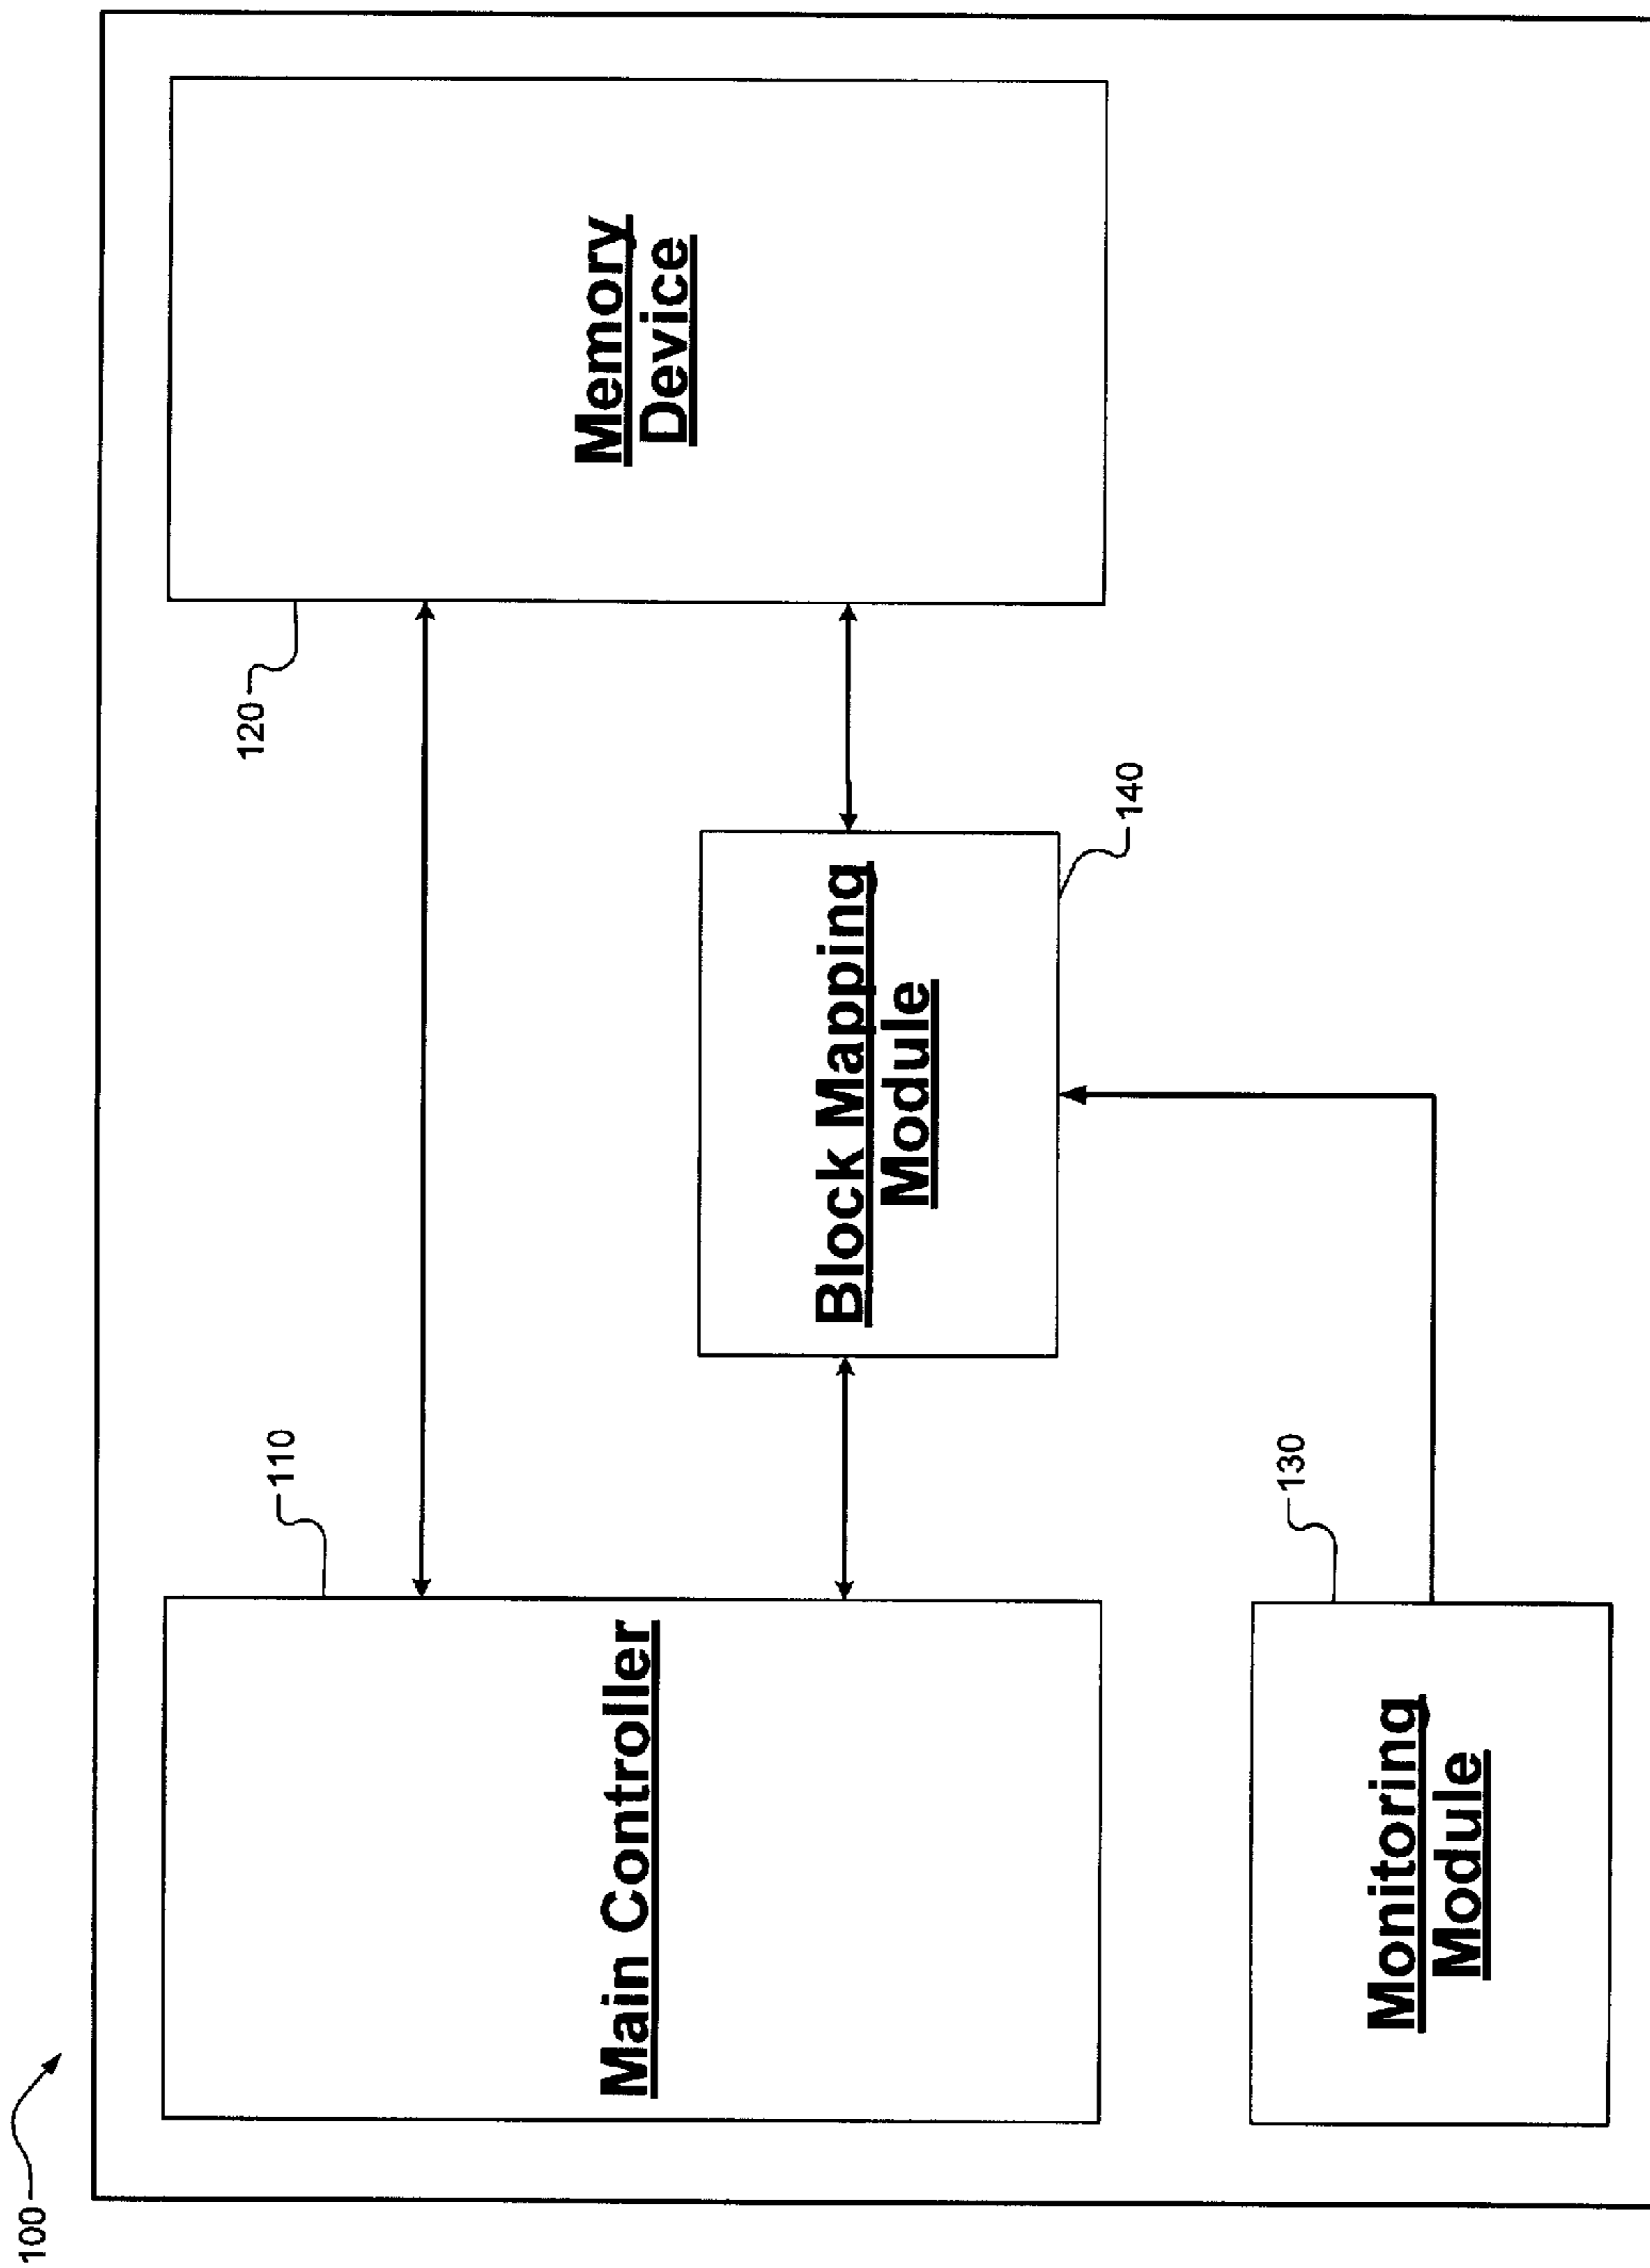 100
110
120
Main Controller
Memory
Device
Block Mapping
Module
140
130
Monitoring
Module